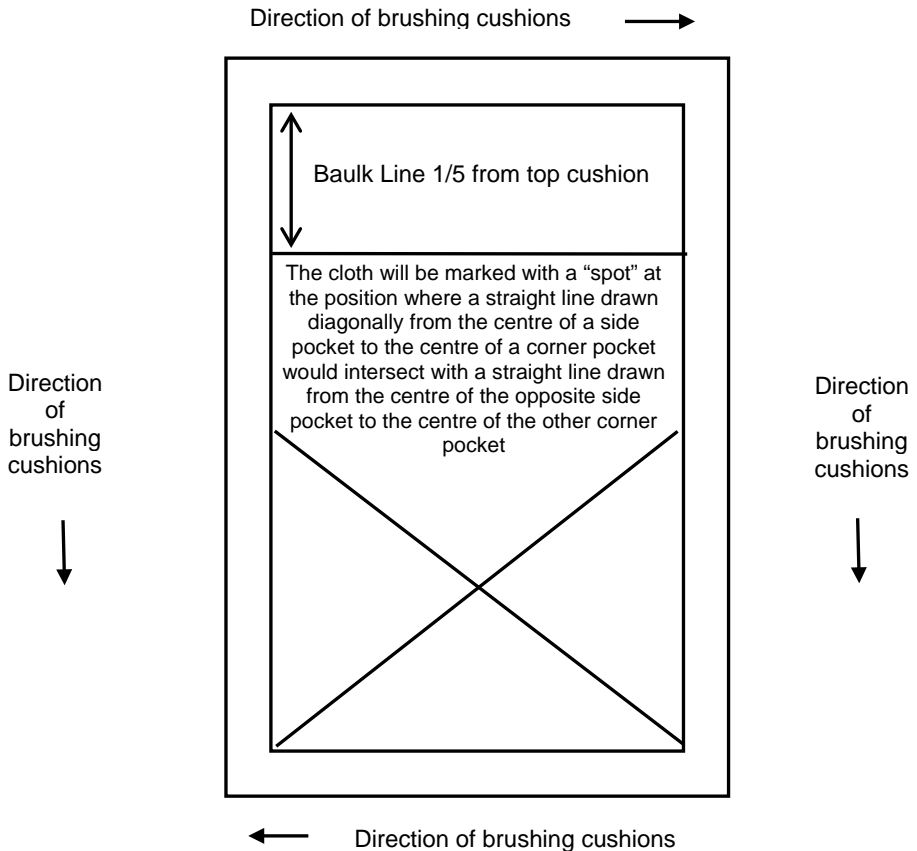 Direction of brushing cushions
Baulk Line 1/5 from top cushion
The cloth will be marked with a “spot” at
the position where a straight line drawn
diagonally from the centre of a side
pocket to the centre of a corner pocket
would intersect with a straight line drawn
from the centre of the opposite side
pocket to the centre of the other corner
pocket
Direction
of
brushing
cushions
Direction
of
brushing
cushions
Direction of brushing cushions